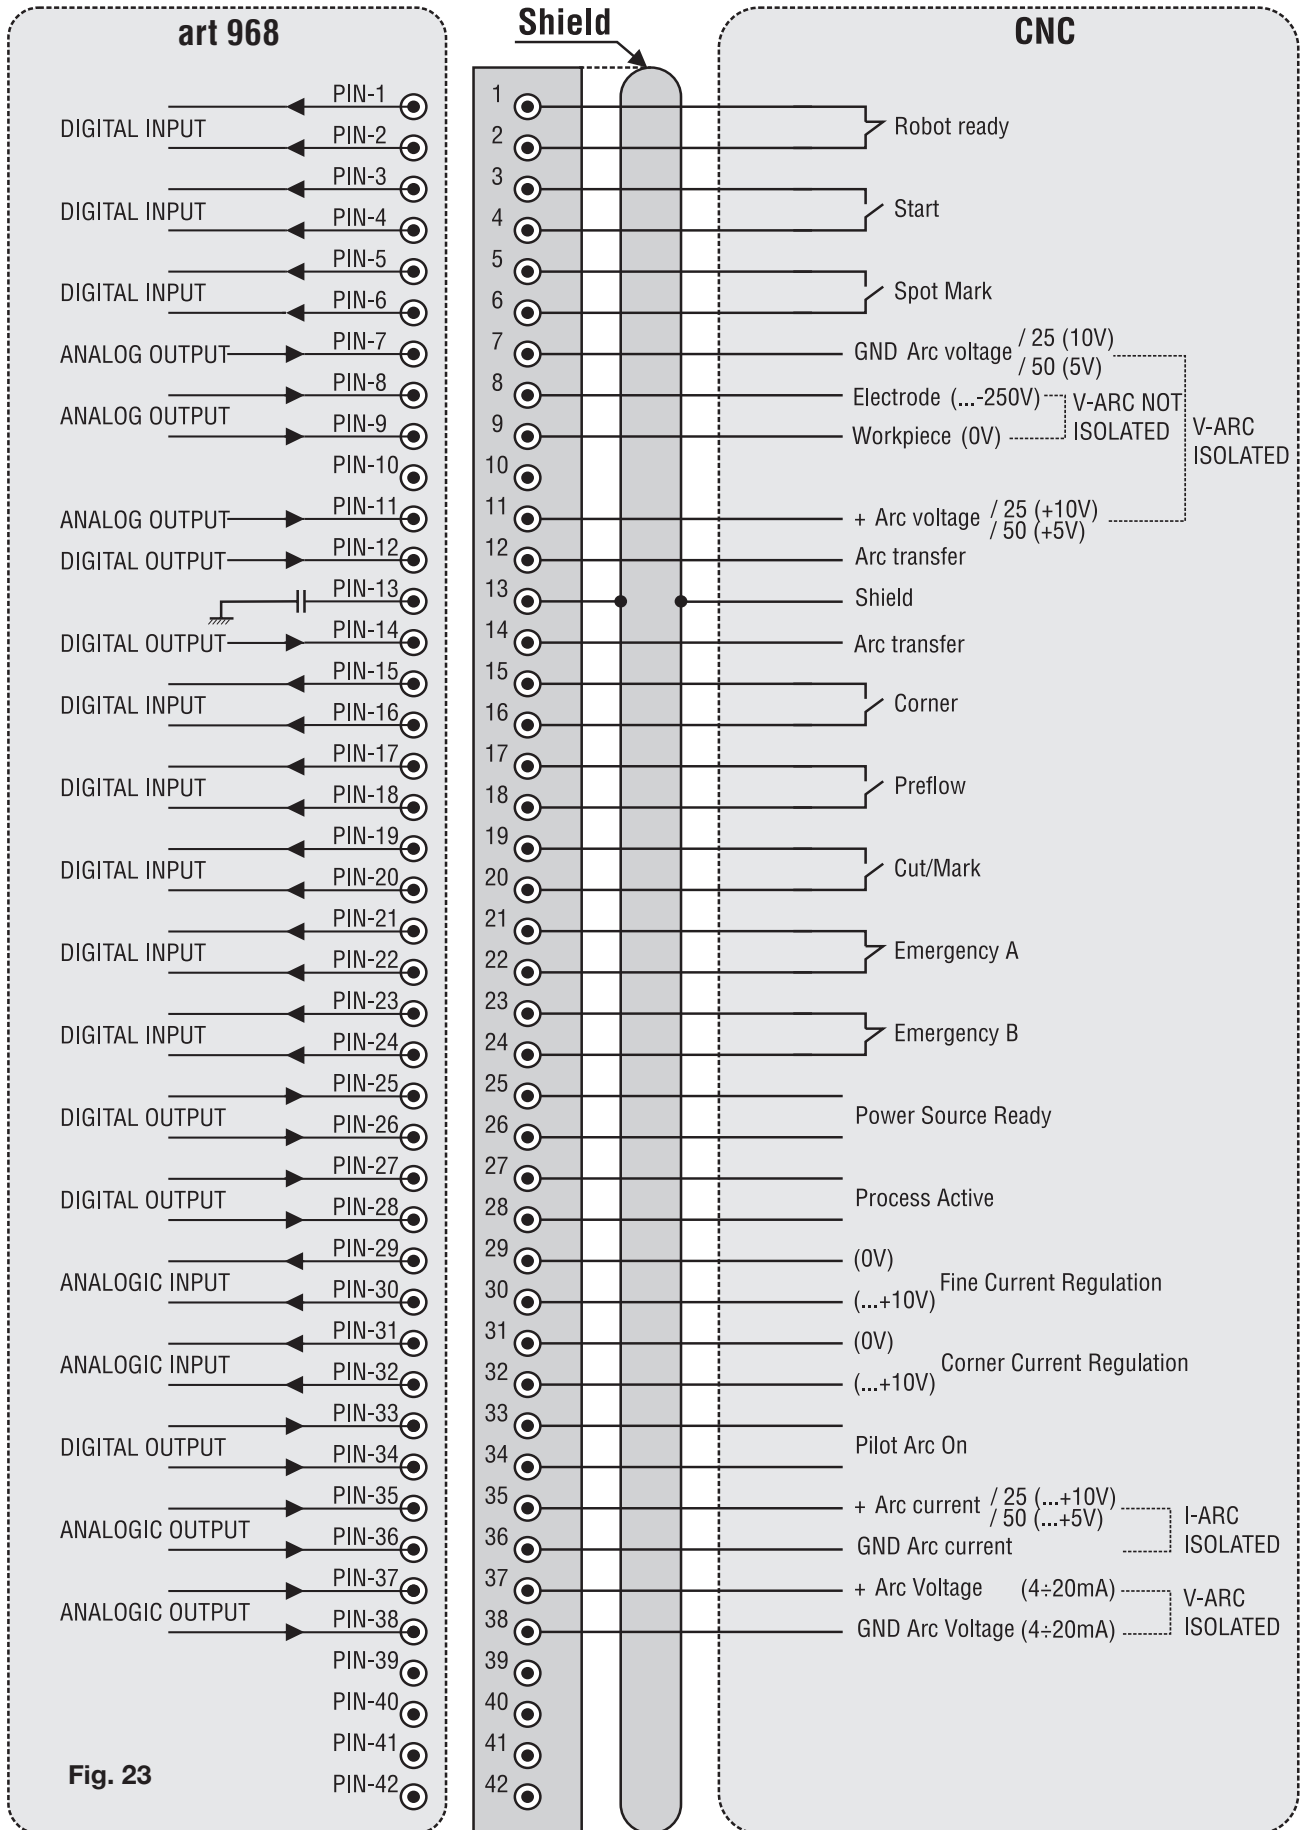 art 968
Shield
CNC
PIN-1 1
DIGITAL INPUT Robot ready
PIN-2 2
PIN-3 3
DIGITAL INPUT Start
PIN-4 4
PIN-5 5
DIGITAL INPUT Spot Mark
PIN-6 6
ANALOG OUTPUT PIN-7 7 GND Arc voltage / 25 (10V)
/ 50 (5V)
PIN-8 8 Electrode (...-250V)
ANALOG OUTPUT V-ARC NOT
ISOLATED
PIN-9 9 Workpiece (0V)
V-ARC
ISOLATED
PIN-10 10
ANALOG OUTPUT PIN-11 11 + Arc voltage / 25 (+10V)
/ 50 (+5V)
DIGITAL OUTPUT PIN-12 12 Arc transfer
PIN-13 13 Shield
DIGITAL OUTPUT PIN-14 14 Arc transfer
PIN-15 15
DIGITAL INPUT Corner
PIN-16 16
PIN-17 17
DIGITAL INPUT Preflow
PIN-18 18
PIN-19 19
DIGITAL INPUT Cut/Mark
PIN-20 20
PIN-21 21
DIGITAL INPUT Emergency A
PIN-22 22
PIN-23 23
DIGITAL INPUT Emergency B
PIN-24 24
PIN-25 25
DIGITAL OUTPUT Power Source Ready
PIN-26 26
PIN-27 27
DIGITAL OUTPUT Process Active
PIN-28 28
PIN-29 29 (0V)
ANALOGIC INPUT Fine Current Regulation
PIN-30 30 (...+10V)
PIN-31 31 (0V)
ANALOGIC INPUT Corner Current Regulation
PIN-32 32 (...+10V)
PIN-33 33
DIGITAL OUTPUT Pilot Arc On
PIN-34 34
PIN-35 35 + Arc current / 25 (...+10V)
/ 50 (...+5V)
ANALOGIC OUTPUT I-ARC
ISOLATED
PIN-36 36 GND Arc current
PIN-37 37 + Arc Voltage (4÷20mA)
ANALOGIC OUTPUT V-ARC
ISOLATED
PIN-38 38 GND Arc Voltage (4÷20mA)
PIN-39 39
PIN-40 40
PIN-41 41
Fig. 23
PIN-42 42